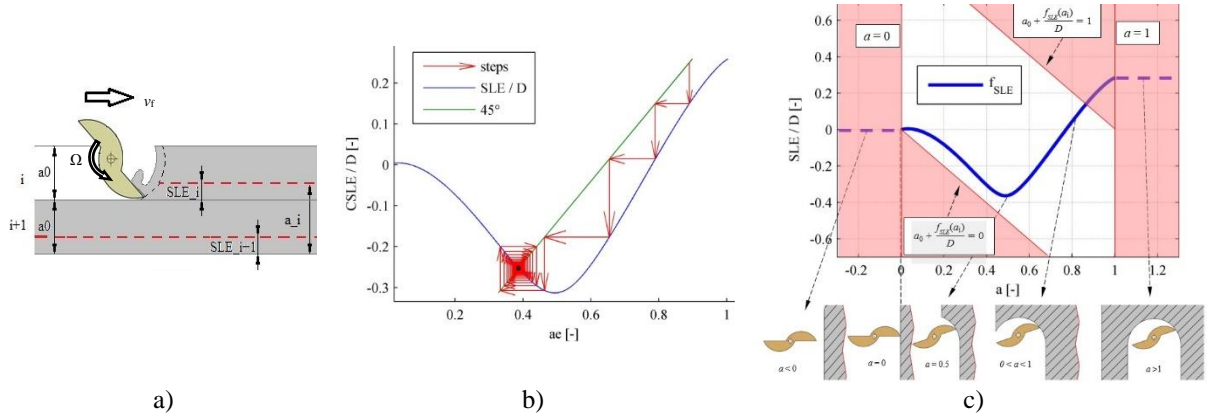 v_f
Ω
i
a0
SLE_i
i+1
a0
a_i
SLE_i+1
a)
steps
SLE / D
45°
CSLE / D [-]
0.2
0.1
0
-0.1
-0.2
-0.3
0.2
0.4
0.6
0.8
1
ae [-]
b)
a = 0
a₀ + f_SLE(a_i)/D = 1
a = 1
f_SLE
SLE / D [-]
0.6
0.4
0.2
0
-0.2
-0.4
-0.6
a₀ + f_SLE(a_i)/D = 0
-0.2
0
0.2
0.4
0.6
0.8
1
1.2
a [-]
a<0
a=0
a=0.5
0<a<1
a>1
c)